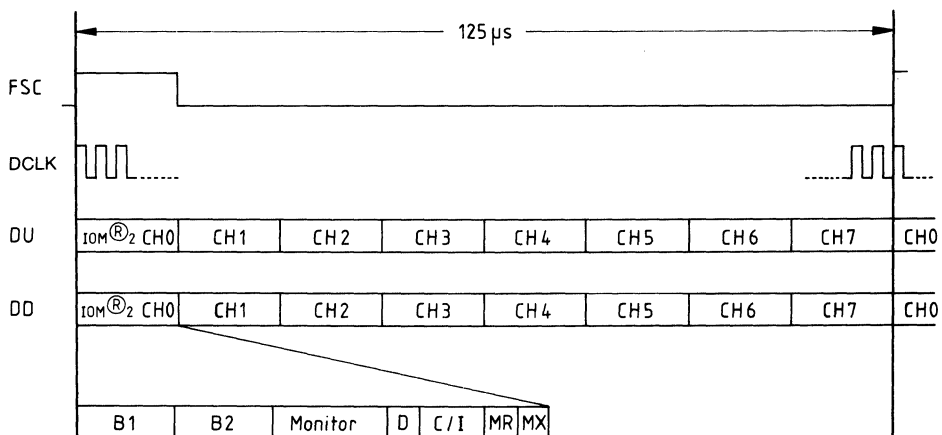 125 µs
FSC
DCLK
DU IOM®2 CH0 CH1 CH2 CH3 CH4 CH5 CH6 CH7 CH0
DD IOM®2 CH0 CH1 CH2 CH3 CH4 CH5 CH6 CH7 CH0
B1 B2 Monitor D C/I MR MX